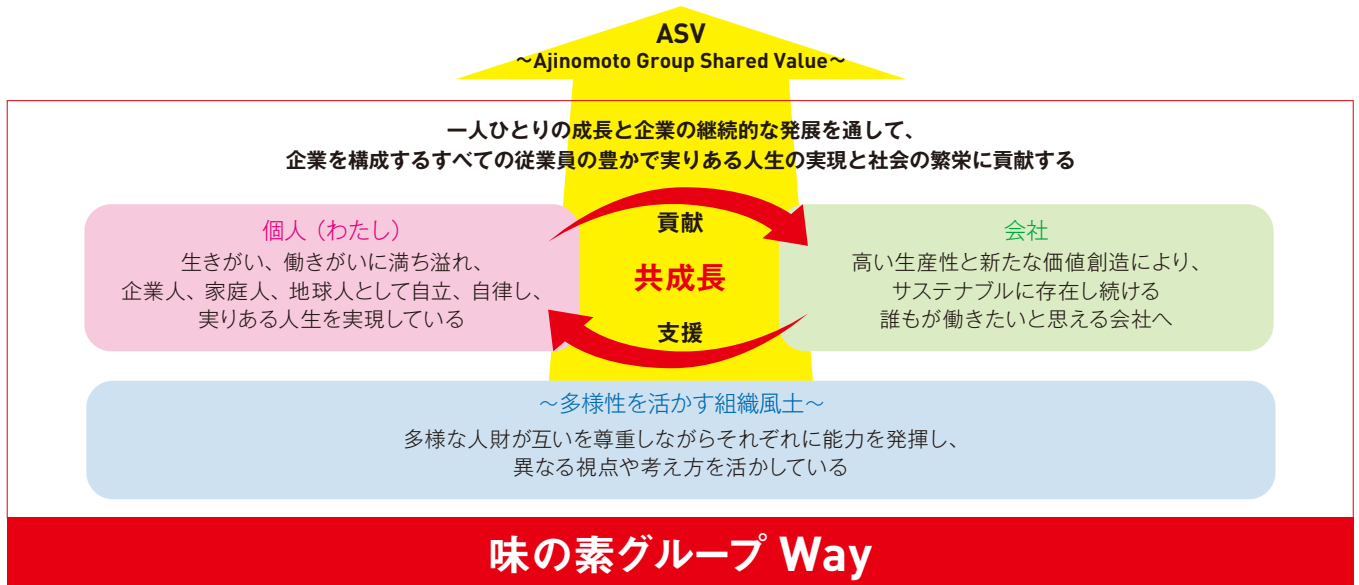 ASV
～Ajinomoto Group Shared Value～
一人ひとりの成長と企業の継続的な発展を通して、
企業を構成するすべての従業員の豊かで実りある人生の実現と社会の繁栄に貢献する
個人（わたし）
生きがい、働きがいに満ち溢れ、
企業人、家庭人、地球人として自立、自律し、
実りある人生を実現している
貢献
共成長
支援
会社
高い生産性と新たな価値創造により、
サステナブルに存在し続ける
誰もが働きたいと思える会社へ
～多様性を活かす組織風土～
多様な人財が互いを尊重しながらそれぞれに能力を発揮し、
異なる視点や考え方を活かしている
味の素グループ Way